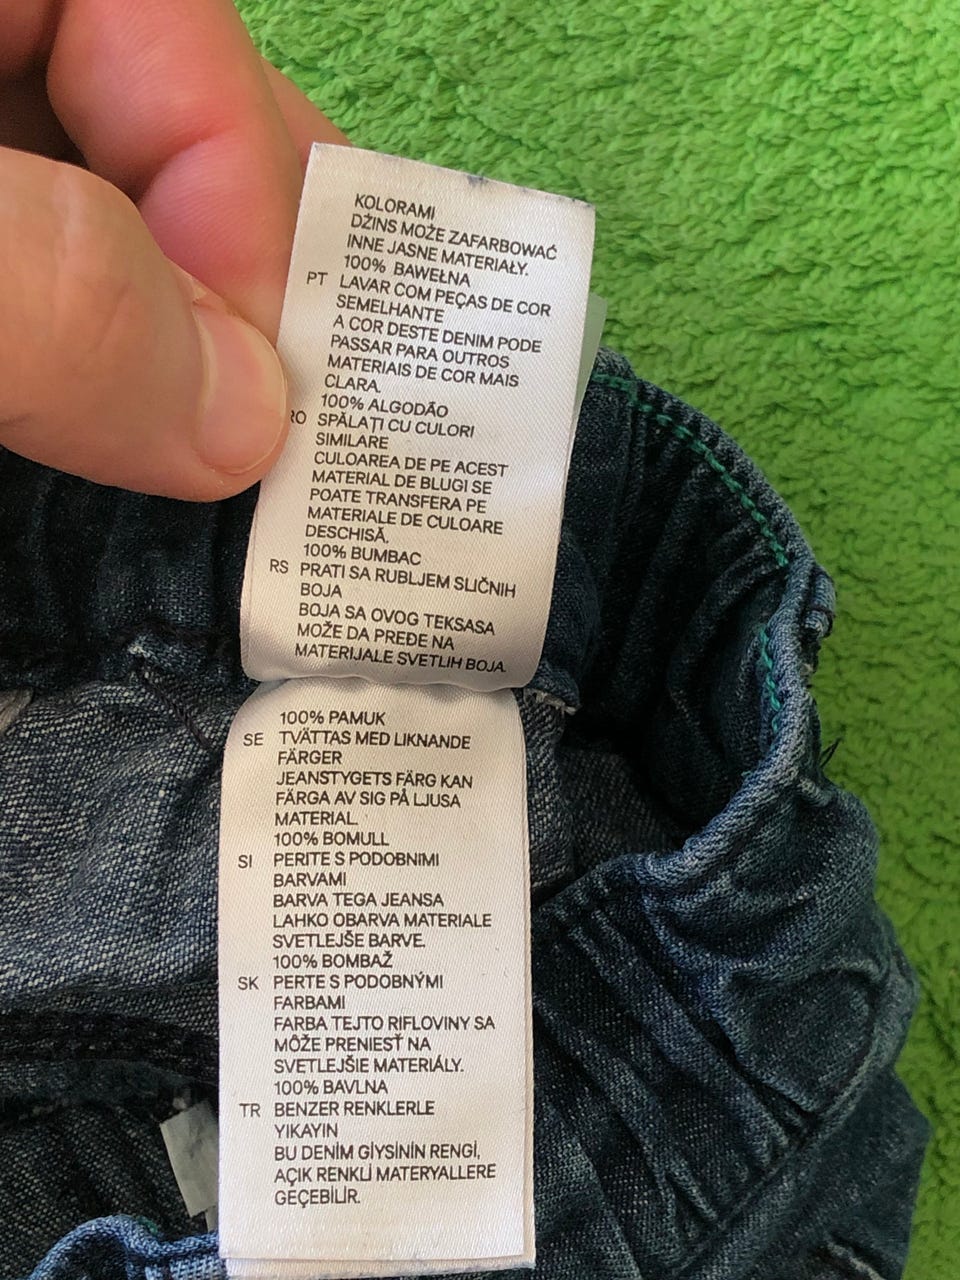 KOLORAMI
DŽINS MOŻE ZAFARBOWAĆ
INNE JASNE MATERIAŁY.
100% BAWEŁNA
PT LAVAR COM PEÇAS DE COR
SEMELHANTE
A COR DESTE DENIM PODE
PASSAR PARA OUTROS
MATERIAIS DE COR MAIS
CLARA.
100% ALGODÃO
RO SPĂLAȚI CU CULORI
SIMILARE
CULOAREA DE PE ACEST
MATERIAL DE BLUGI SE
POATE TRANSFERA PE
MATERIALE DE CULOARE
DESCHISĂ.
100% BUMBAC
RS PRATI SA RUBLJEM SLIČNIH
BOJA
BOJA SA OVOG TEKSASA
MOŽE DA PREĐE NA
MATERIJALE SVETLIH BOJA.
100% PAMUK
SE TVÄTTAS MED LIKNANDE
FÄRGER
JEANSTYGETS FÄRG KAN
FÄRGA AV SIG PÅ LJUSA
MATERIAL.
100% BOMULL
SI PERITE S PODOBNIMI
BARVAMI
BARVA TEGA JEANSA
LAHKO OBARVA MATERIALE
SVETLEJŠE BARVE.
100% BOMBAŽ
SK PERTE S PODOBNÝMI
FARBAMI
FARBA TEJTO RIFLOVINY SA
MÔŽE PRENIESŤ NA
SVETLEJŠIE MATERIÁLY.
100% BAVLNA
TR BENZER RENKLERLE
YIKAYIN
BU DENİM GİYSİNİN RENGİ,
AÇIK RENKLİ MATERYALLERE
GEÇEBİLİR.